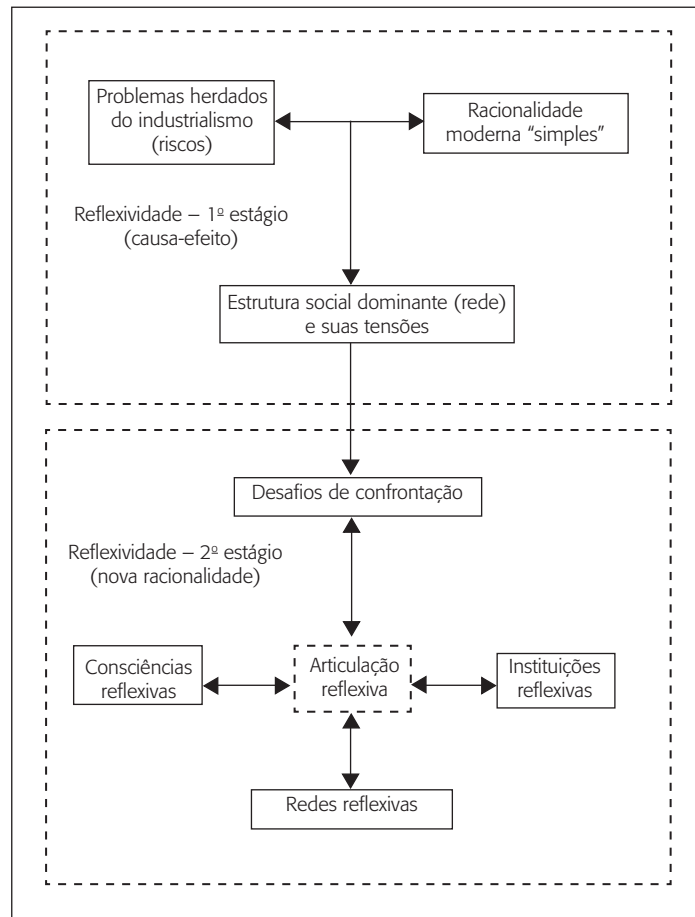 Problemas herdados
do industrialismo
(riscos)
Racionalidade
moderna “simples”
Reflexividade – 1º estágio
(causa-efeito)
Estrutura social dominante (rede)
e suas tensões
Desafios de confrontação
Reflexividade – 2º estágio
(nova racionalidade)
Consciências
reflexivas
Articulação
reflexiva
Instituições
reflexivas
Redes reflexivas